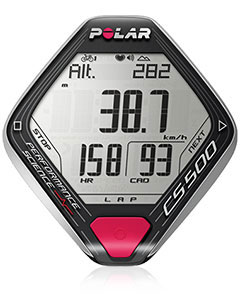 POLAR
Alt. 282
m
38.7
km/h
158 93
HR CAD
STOP
NEXT
PERFORMANCE
SCIENCE
CS500
LAP